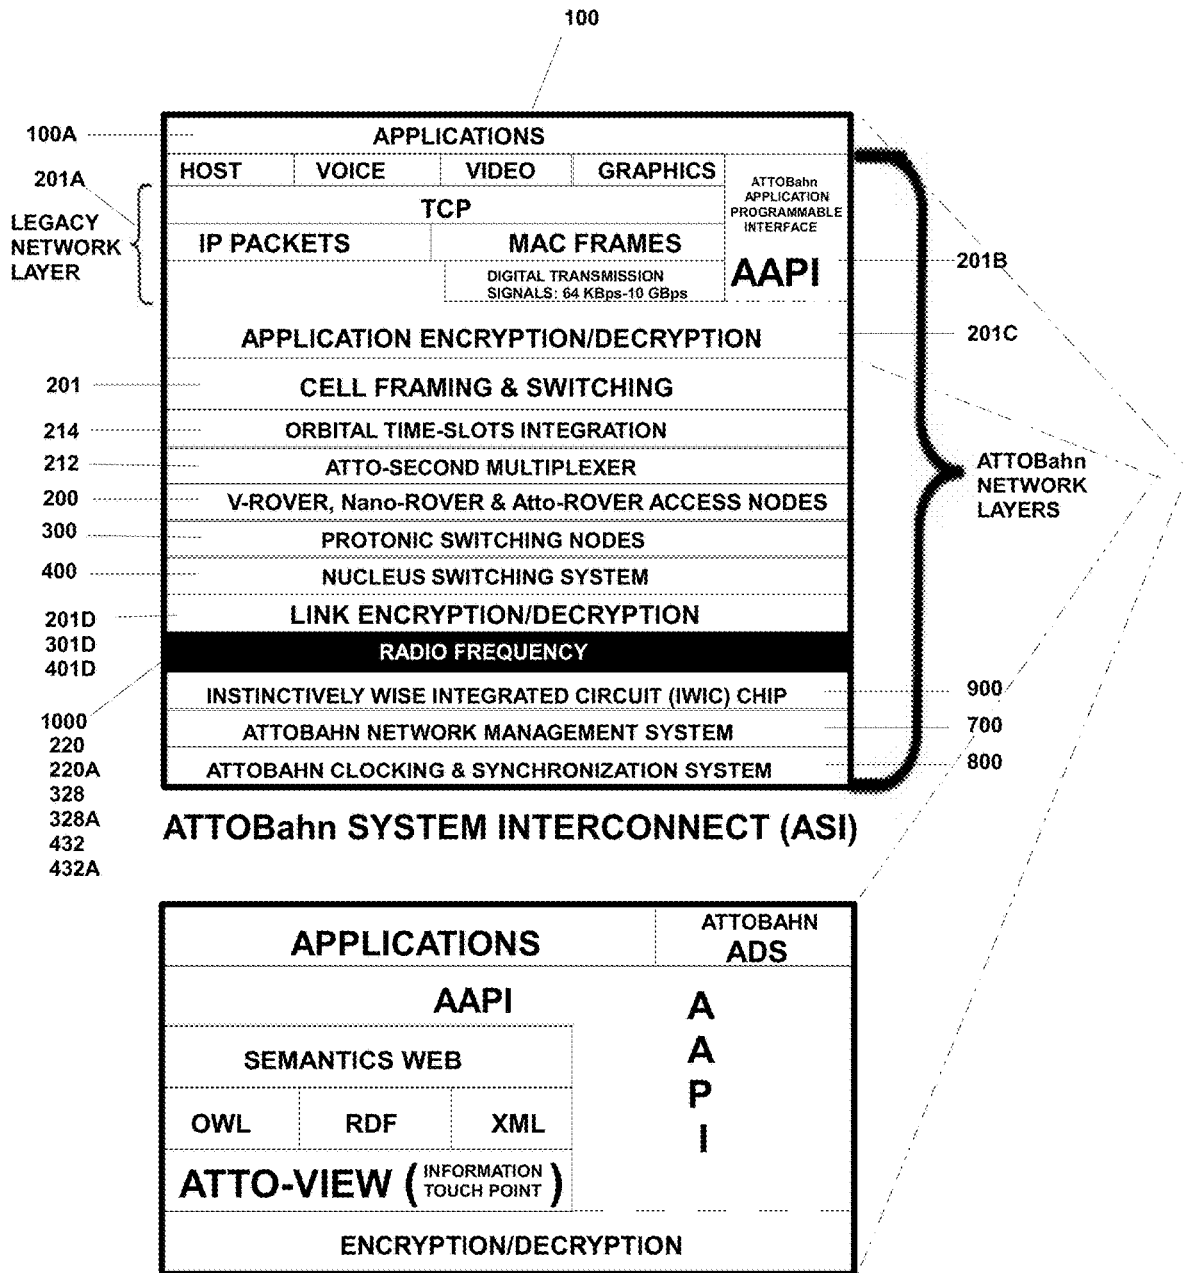 100
100A
APPLICATIONS
HOST VOICE VIDEO GRAPHICS
201A
ATTOBahn
APPLICATION
PROGRAMMABLE
INTERFACE
AAPI
201B
LEGACY
NETWORK
LAYER
TCP
IP PACKETS MAC FRAMES
DIGITAL TRANSMISSION
SIGNALS: 64 KBps-10 GBps
APPLICATION ENCRYPTION/DECRYPTION
201C
201
CELL FRAMING & SWITCHING
214
ORBITAL TIME-SLOTS INTEGRATION
212
ATTO-SECOND MULTIPLEXER
ATTOBahn
NETWORK
LAYERS
200
V-ROVER, Nano-ROVER & Atto-ROVER ACCESS NODES
300
PROTONIC SWITCHING NODES
400
NUCLEUS SWITCHING SYSTEM
201D
301D
401D
LINK ENCRYPTION/DECRYPTION
RADIO FREQUENCY
INSTINCTIVELY WISE INTEGRATED CIRCUIT (IWIC) CHIP
900
ATTOBAHN NETWORK MANAGEMENT SYSTEM
700
ATTOBAHN CLOCKING & SYNCHRONIZATION SYSTEM
800
1000
220
220A
328
328A
432
432A
ATTOBahn SYSTEM INTERCONNECT (ASI)
APPLICATIONS
ATTOBAHN
ADS
AAPI
A
A
P
I
SEMANTICS WEB
OWL RDF XML
ATTO-VIEW (INFORMATION
TOUCH POINT)
ENCRYPTION/DECRYPTION